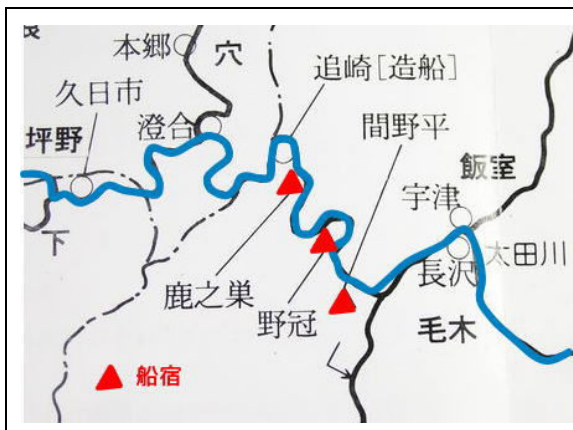 本郷
穴
追崎[造船]
久日市
澄合
間野平
坪野
飯室
宇津
下
太田川
長沢
鹿之巣
野冠
毛木
船宿